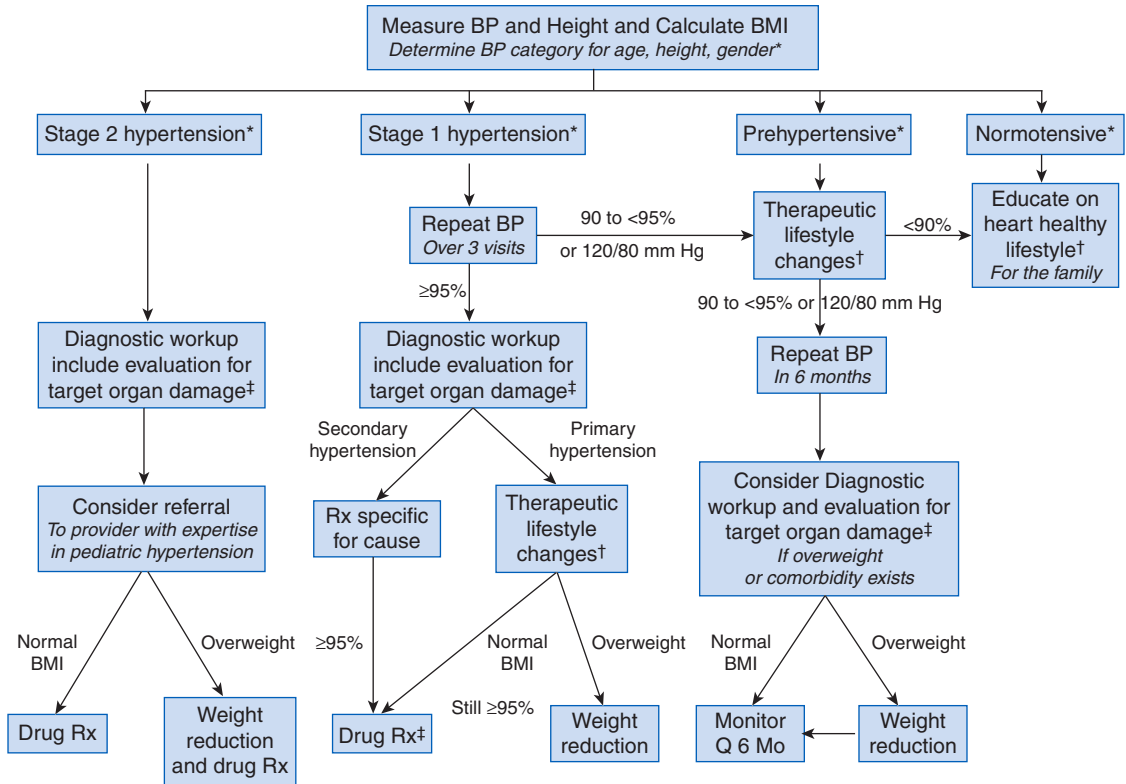 Measure BP and Height and Calculate BMI
Determine BP category for age, height, gender*
Stage 2 hypertension*
Stage 1 hypertension*
Prehypertensive*
Normotensive*
Repeat BP
Over 3 visits
90 to <95%
or 120/80 mm Hg
Therapeutic
lifestyle
changes†
<90%
Educate on
heart healthy
lifestyle†
For the family
≥95%
90 to <95% or 120/80 mm Hg
Diagnostic workup
include evaluation for
target organ damage‡
Diagnostic workup
include evaluation for
target organ damage‡
Repeat BP
In 6 months
Secondary
hypertension
Primary
hypertension
Consider referral
To provider with expertise
in pediatric hypertension
Rx specific
for cause
Therapeutic
lifestyle
changes†
Consider Diagnostic
workup and evaluation for
target organ damage‡
If overweight
or comorbidity exists
Normal
BMI
Overweight
≥95%
Normal
BMI
Overweight
Normal
BMI
Overweight
Still ≥95%
Drug Rx
Weight
reduction
and drug Rx
Drug Rx‡
Weight
reduction
Monitor
Q 6 Mo
Weight
reduction